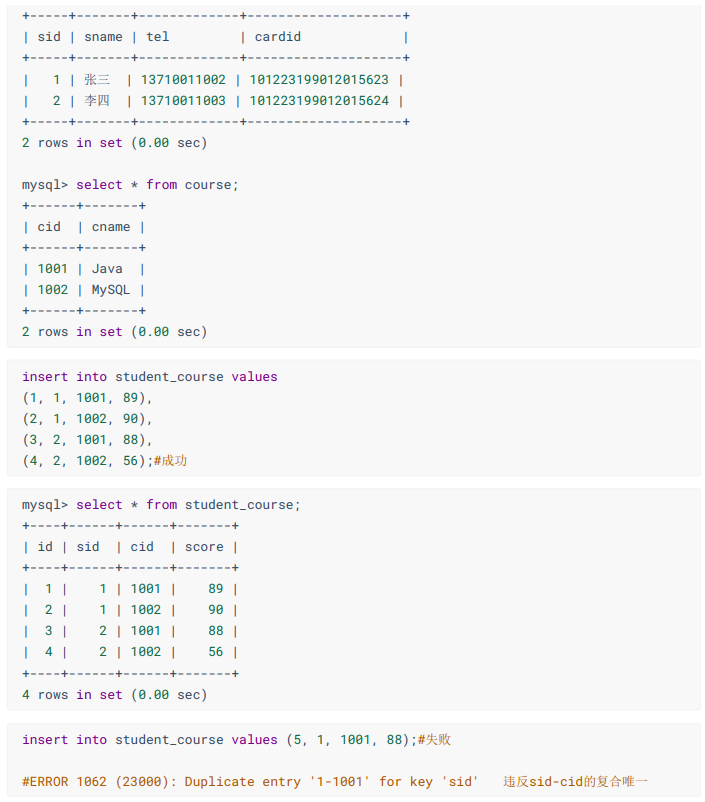 +-----+-------+-------------+--------------------+
| sid | sname | tel         | cardid             |
+-----+-------+-------------+--------------------+
|   1 | 张三  | 13710011002 | 101223199012015623 |
|   2 | 李四  | 13710011003 | 101223199012015624 |
+-----+-------+-------------+--------------------+
2 rows in set (0.00 sec)
mysql> select * from course;
+------+-------+
| cid  | cname |
+------+-------+
| 1001 | Java  |
| 1002 | MySQL |
+------+-------+
2 rows in set (0.00 sec)
insert into student_course values
(1, 1, 1001, 89),
(2, 1, 1002, 90),
(3, 2, 1001, 88),
(4, 2, 1002, 56);#成功
mysql> select * from student_course;
+----+------+------+-------+
| id | sid  | cid  | score |
+----+------+------+-------+
|  1 |    1 | 1001 |    89 |
|  2 |    1 | 1002 |    90 |
|  3 |    2 | 1001 |    88 |
|  4 |    2 | 1002 |    56 |
+----+------+------+-------+
4 rows in set (0.00 sec)
insert into student_course values (5, 1, 1001, 88);#失败
#ERROR 1062 (23000): Duplicate entry '1-1001' for key 'sid'   违反sid-cid的复合唯一